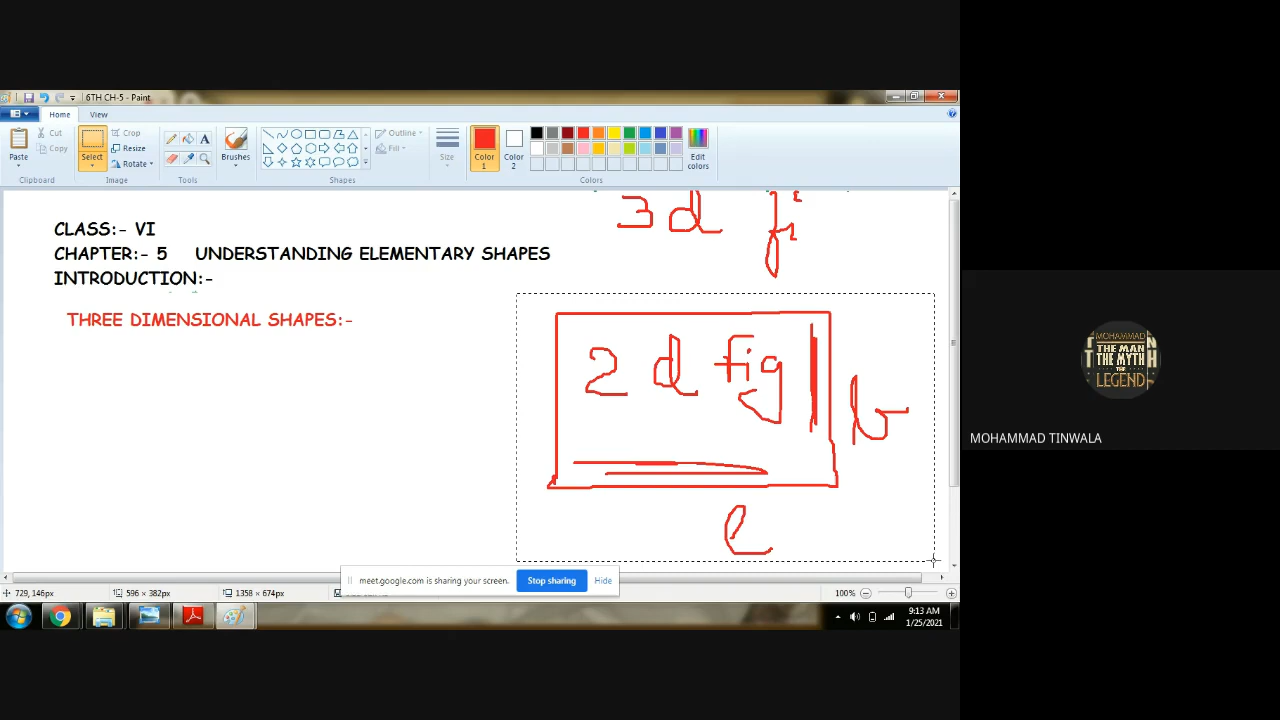 6TH CH-5 - Paint
Home View
Paste
Cut
Copy
Clipboard
Select
Crop
Resize
Rotate
Image
Tools
Brushes
Shapes
Outline
Fill
Size
Color 1
Color 2
Edit colors
Colors
3d fi
CLASS:- VI
CHAPTER:- 5 UNDERSTANDING ELEMENTARY SHAPES
INTRODUCTION:-
THREE DIMENSIONAL SHAPES:-
2 d fig
b
l
MOHAMMAD
THE MAN
THE MYTH
THE
LEGEND
MOHAMMAD TINWALA
meet.google.com is sharing your screen. Stop sharing Hide
729, 146px 596 × 382px 1358 × 674px 100%
9:13 AM
1/25/2021